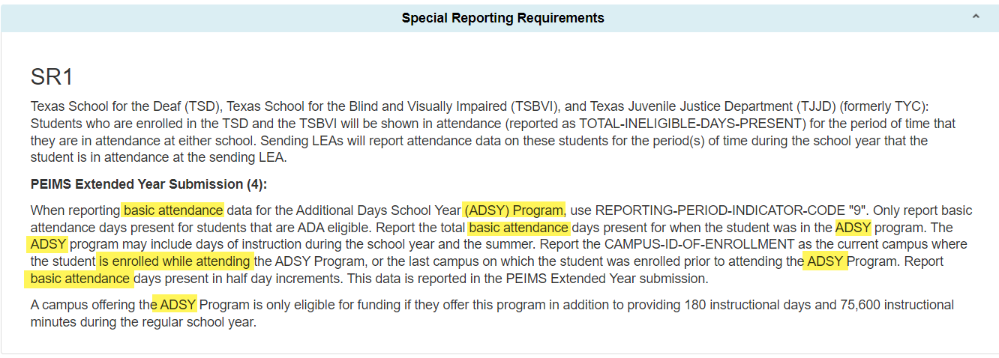 Special Reporting Requirements
SR1
Texas School for the Deaf (TSD), Texas School for the Blind and Visually Impaired (TSBVI), and Texas Juvenile Justice Department (TJJD) (formerly TYC):
Students who are enrolled in the TSD and the TSBVI will be shown in attendance (reported as TOTAL-INELIGIBLE-DAYS-PRESENT) for the period of time that
they are in attendance at either school. Sending LEAs will report attendance data on these students for the period(s) of time during the school year that the
student is in attendance at the sending LEA.
PEIMS Extended Year Submission (4):
When reporting basic attendance data for the Additional Days School Year (ADSY) Program, use REPORTING-PERIOD-INDICATOR-CODE "9". Only report basic
attendance days present for students that are ADA eligible. Report the total basic attendance days present for when the student was in the ADSY program. The
ADSY program may include days of instruction during the school year and the summer. Report the CAMPUS-ID-OF-ENROLLMENT as the current campus where
the student is enrolled while attending the ADSY Program, or the last campus on which the student was enrolled prior to attending the ADSY Program. Report
basic attendance days present in half day increments. This data is reported in the PEIMS Extended Year submission.
A campus offering the ADSY Program is only eligible for funding if they offer this program in addition to providing 180 instructional days and 75,600 instructional
minutes during the regular school year.